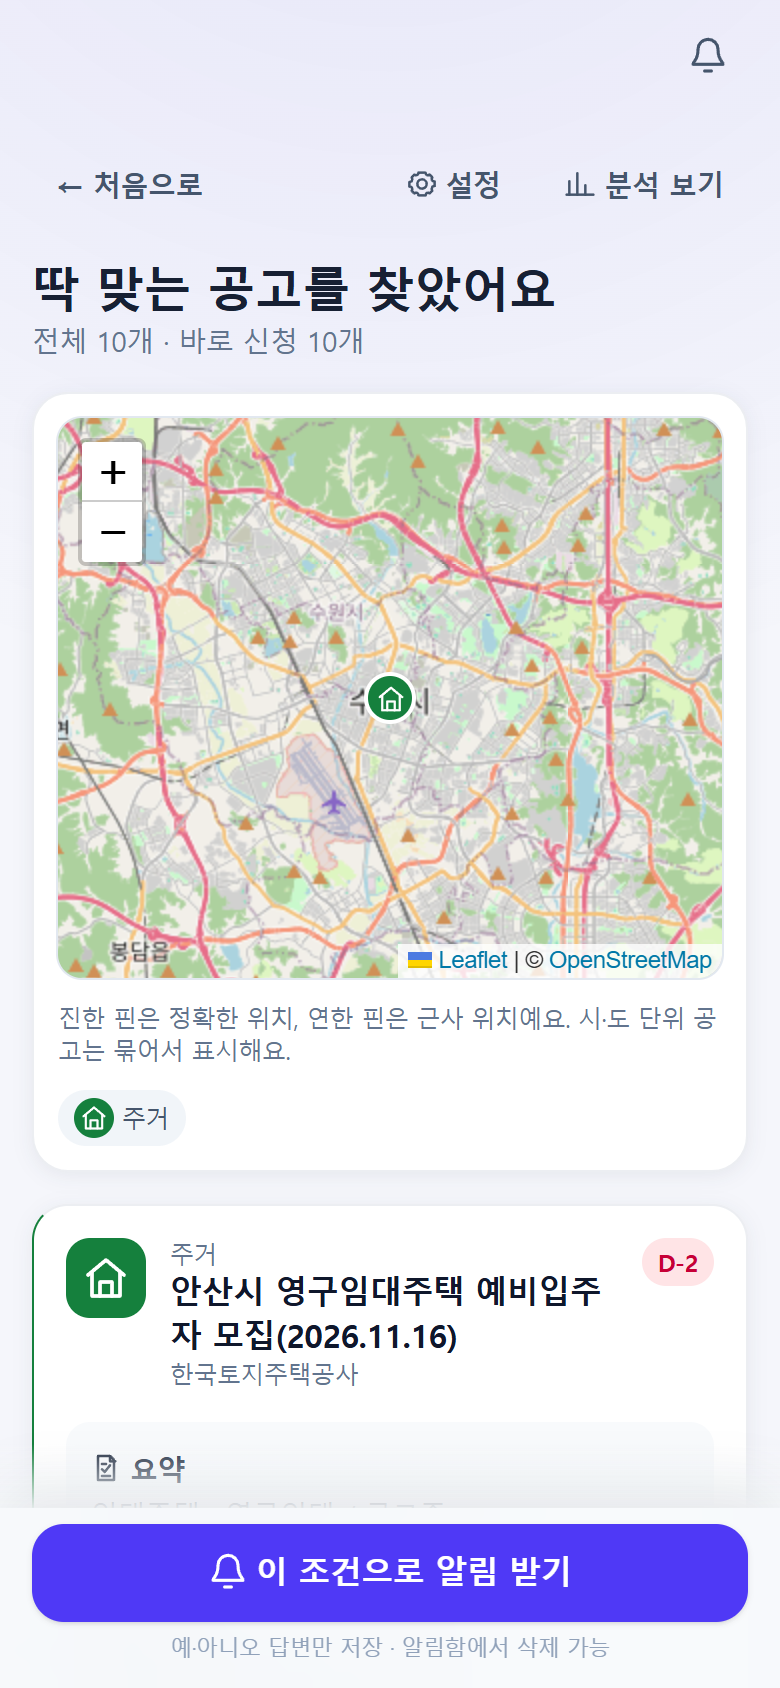 ← 처음으로
설정
분석 보기
딱 맞는 공고를 찾았어요
전체 10개 · 바로 신청 10개
+
−
수원시
봉담읍
Leaflet | © OpenStreetMap
진한 핀은 정확한 위치, 연한 핀은 근사 위치예요. 시·도 단위 공
고는 묶어서 표시해요.
주거
주거
D-2
안산시 영구임대주택 예비입주
자 모집(2026.11.16)
한국토지주택공사
요약
이 조건으로 알림 받기
예·아니오 답변만 저장 · 알림함에서 삭제 가능